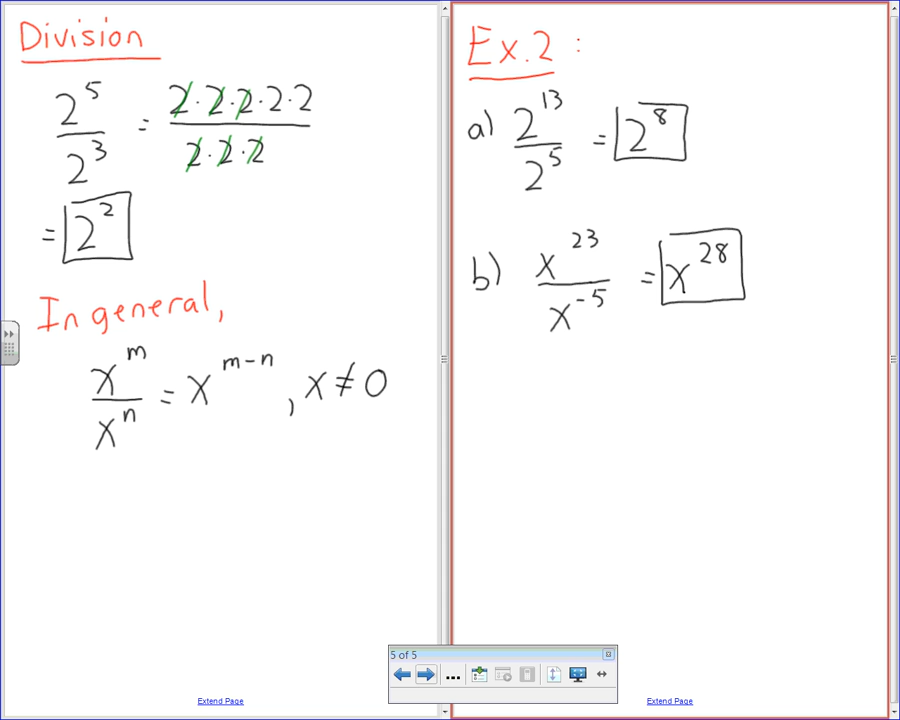 Division
2^5 / 2^3 = 2·2·2·2·2 / 2·2·2
= 2^2
In general,
x^m / x^n = x^(m-n), x ≠ 0
Extend Page
Ex.2 :
a) 2^13 / 2^5 = 2^8
b) x^23 / x^-5 = x^28
5 of 5
...
Extend Page